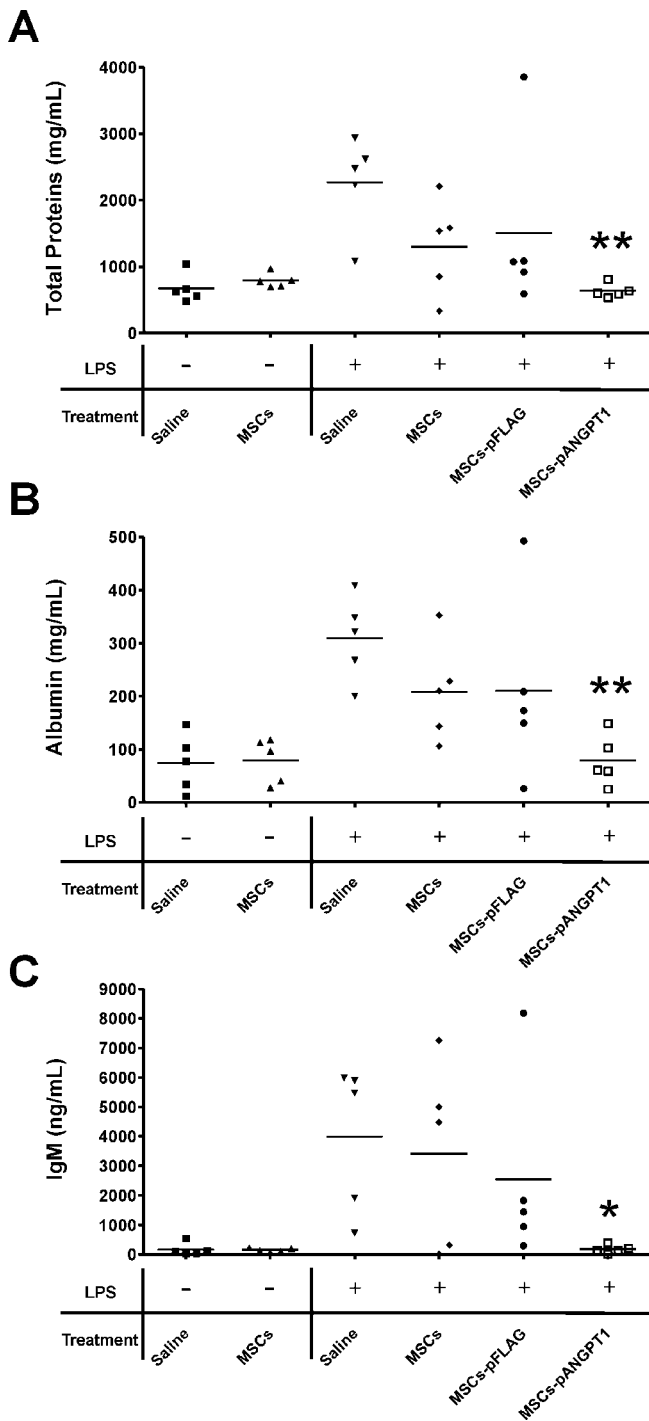 A
Total Proteins (mg/mL)
4000
3000
2000
1000
0
**
LPS - - + + + +
Treatment Saline MSCs Saline MSCs MSCs-pFLAG MSCs-pANGPT1
B
Albumin (mg/mL)
500
400
300
200
100
0
**
LPS - - + + + +
Treatment Saline MSCs Saline MSCs MSCs-pFLAG MSCs-pANGPT1
C
IgM (ng/mL)
9000
8000
7000
6000
5000
4000
3000
2000
1000
0
*
LPS - - + + + +
Treatment Saline MSCs Saline MSCs MSCs-pFLAG MSCs-pANGPT1